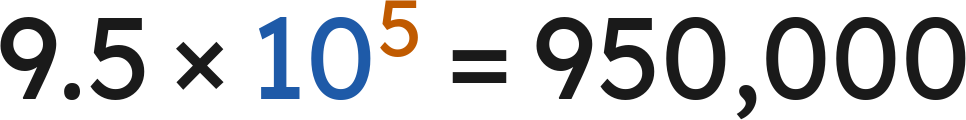 9.5 × 10⁵ = 950,000